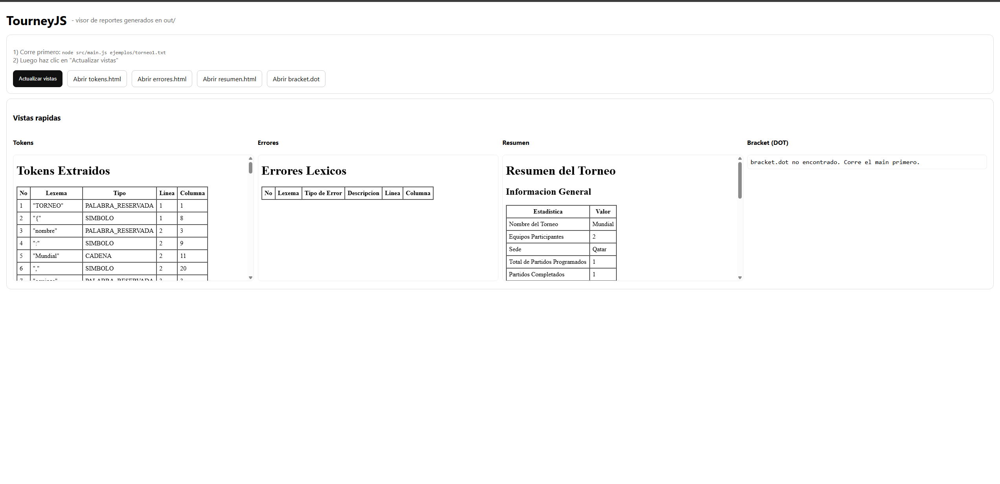 TourneyJS - visor de reportes generados en out/
1) Corre primero: node src/main.js ejemplos/torneo1.txt
2) Luego haz clic en "Actualizar vistas"
Actualizar vistas Abrir tokens.html Abrir errores.html Abrir resumen.html Abrir bracket.dot
Vistas rapidas
Tokens
Tokens Extraidos
No Lexema Tipo Linea Columna
1 "TORNEO" PALABRA_RESERVADA 1 1
2 "{" SIMBOLO 1 8
3 "nombre" PALABRA_RESERVADA 2 3
4 ":" SIMBOLO 2 9
5 "Mundial" CADENA 2 11
6 "," SIMBOLO 2 20
7 "equipos" PALABRA_RESERVADA 3 3
Errores
Errores Lexicos
No Lexema Tipo de Error Descripcion Linea Columna
Resumen
Resumen del Torneo
Informacion General
Estadistica Valor
Nombre del Torneo Mundial
Equipos Participantes 2
Sede Qatar
Total de Partidos Programados 1
Partidos Completados 1
Bracket (DOT)
bracket.dot no encontrado. Corre el main primero.